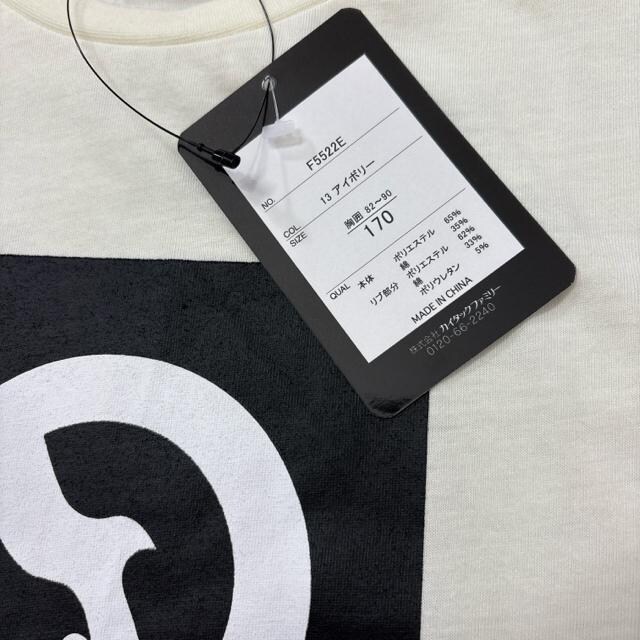 NO. F5522E
COL 13 アイボリー
SIZE 胸囲 82〜90
170
QUAL 本体 ポリエステル 65%
綿 35%
リブ部分 ポリエステル 62%
綿 33%
ポリウレタン 5%
MADE IN CHINA
株式会社 カイタックファミリー
0120-66-2240